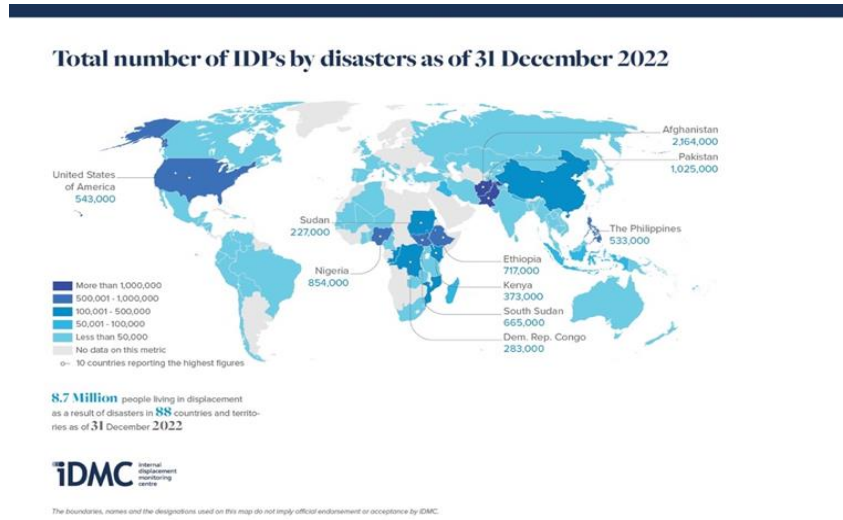 Total number of IDPs by disasters as of 31 December 2022
Afghanistan
2,164,000
Pakistan
1,025,000
United States
of America
543,000
Sudan
227,000
The Philippines
533,000
Nigeria
854,000
Ethiopia
717,000
Kenya
373,000
South Sudan
665,000
Dem. Rep. Congo
283,000
More than 1,000,000
500,001 - 1,000,000
100,001 - 500,000
50,001 - 100,000
Less than 50,000
No data on this metric
10 countries reporting the highest figures
8.7 Million people living in displacement
as a result of disasters in 88 countries and territo-
ries as of 31 December 2022
iDMC
internal
displacement
monitoring
centre
The boundaries, names and the designations used on this map do not imply official endorsement or acceptance by IDMC.